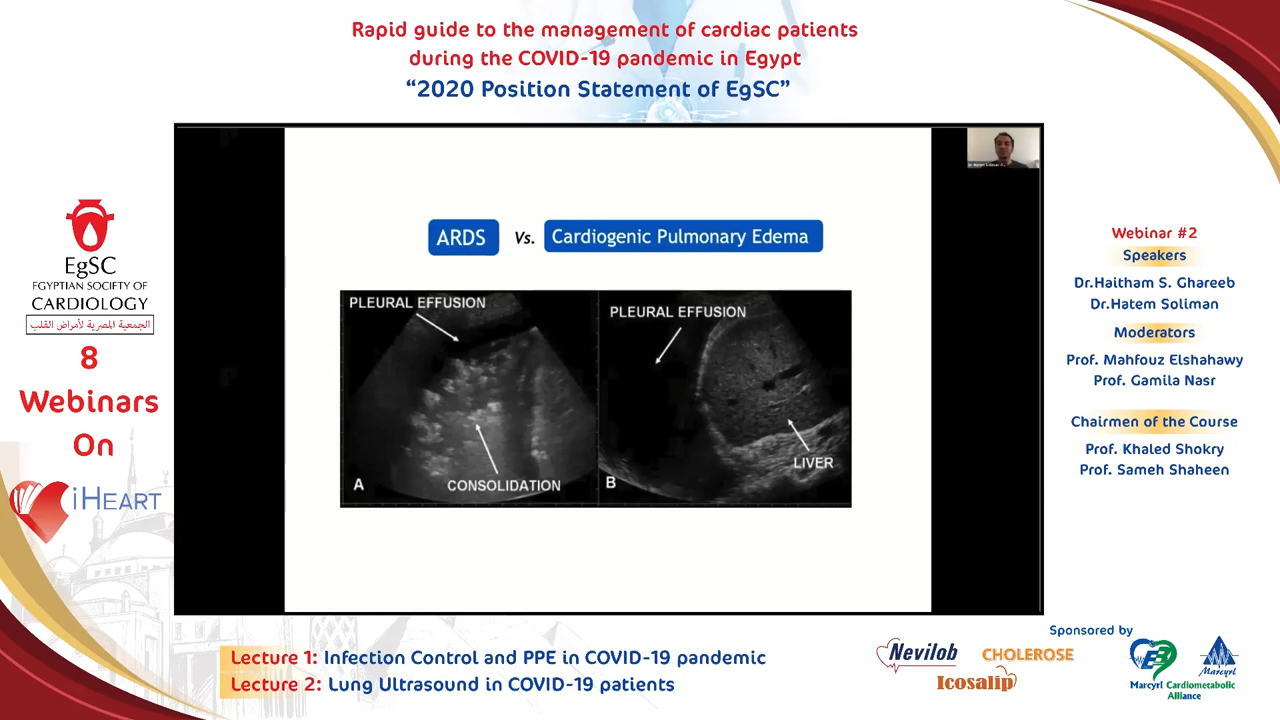 Rapid guide to the management of cardiac patients
during the COVID-19 pandemic in Egypt
“2020 Position Statement of EgSC”
EgSC
EGYPTIAN SOCIETY OF
CARDIOLOGY
الجمعية المصرية لأمراض القلب
8
Webinars
On
iHEART
ARDS Vs. Cardiogenic Pulmonary Edema
PLEURAL EFFUSION
CONSOLIDATION
A
PLEURAL EFFUSION
LIVER
B
Webinar #2
Speakers
Dr.Haitham S. Ghareeb
Dr.Hatem Soliman
Moderators
Prof. Mahfouz Elshahawy
Prof. Gamila Nasr
Chairmen of the Course
Prof. Khaled Shokry
Prof. Sameh Shaheen
Lecture 1: Infection Control and PPE in COVID-19 pandemic
Lecture 2: Lung Ultrasound in COVID-19 patients
Sponsored by
Nevilob
CHOLEROSE
Icosalip
Marcyrl Cardiometabolic
Alliance
Marcyrl